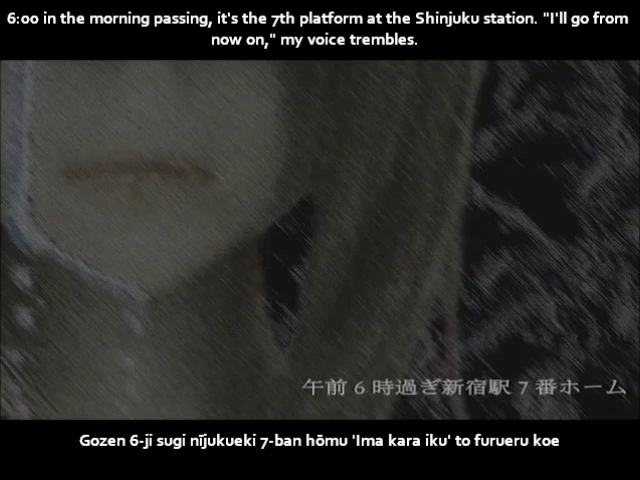 6:00 in the morning passing, it's the 7th platform at the Shinjuku station. "I'll go from
now on," my voice trembles.
午前６時過ぎ新宿駅７番ホーム
Gozen 6-ji sugi nījukueki 7-ban hōmu 'Ima kara iku' to furueru koe